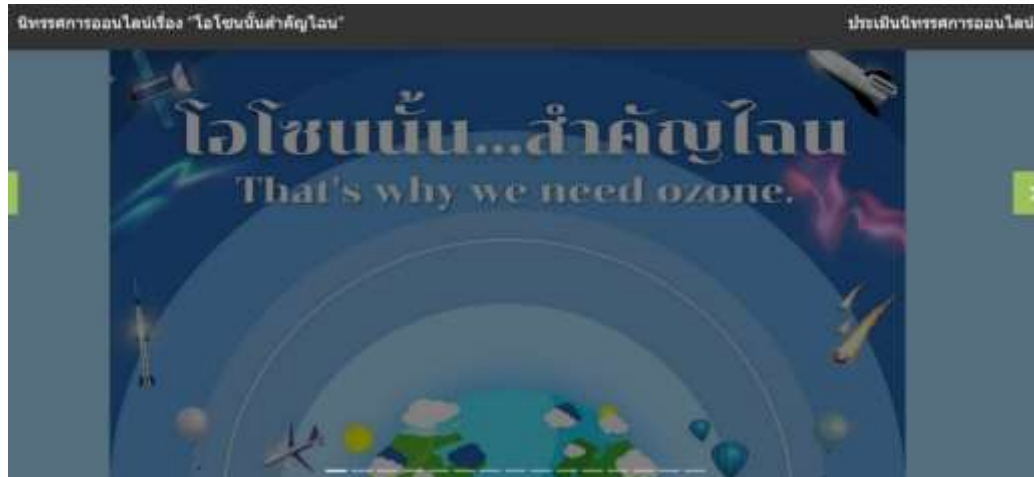 นิทรรศการออนไลน์เรื่อง "โอโซนนั้นสำคัญไฉน"
ประเมินนิทรรศการออนไลน์
โอโซนนั้น...สำคัญไฉน
That's why we need ozone.